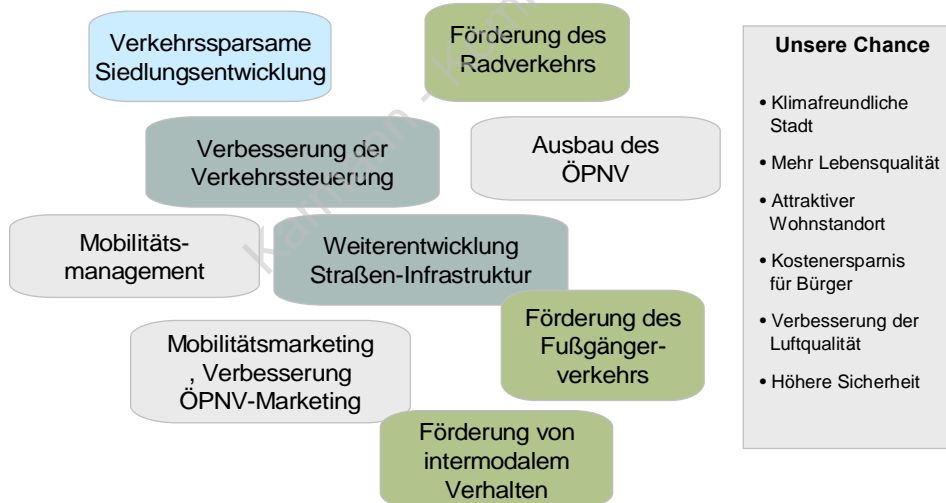 Verkehrssparsame
Siedlungsentwicklung
Förderung des
Radverkehrs
Verbesserung der
Verkehrssteuerung
Ausbau des
ÖPNV
Mobilitäts-
management
Weiterentwicklung
Straßen-Infrastruktur
Förderung des
Fußgänger-
verkehrs
Mobilitätsmarketing
, Verbesserung
ÖPNV-Marketing
Förderung von
intermodalem
Verhalten
Unsere Chance
• Klimafreundliche
Stadt
• Mehr Lebensqualität
• Attraktiver
Wohnstandort
• Kostenersparnis
für Bürger
• Verbesserung der
Luftqualität
• Höhere Sicherheit